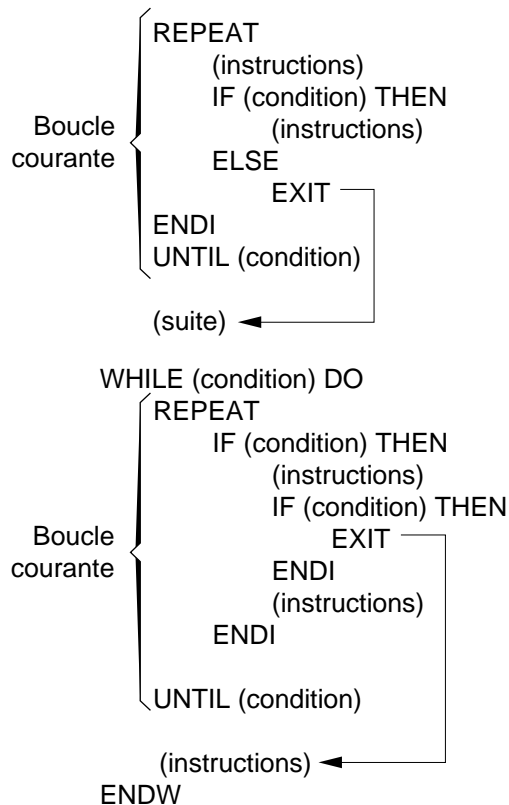 REPEAT
(instructions)
IF (condition) THEN
(instructions)
ELSE
EXIT
ENDI
UNTIL (condition)
Boucle
courante
(suite)
WHILE (condition) DO
REPEAT
IF (condition) THEN
(instructions)
IF (condition) THEN
EXIT
ENDI
(instructions)
ENDI
UNTIL (condition)
Boucle
courante
(instructions)
ENDW